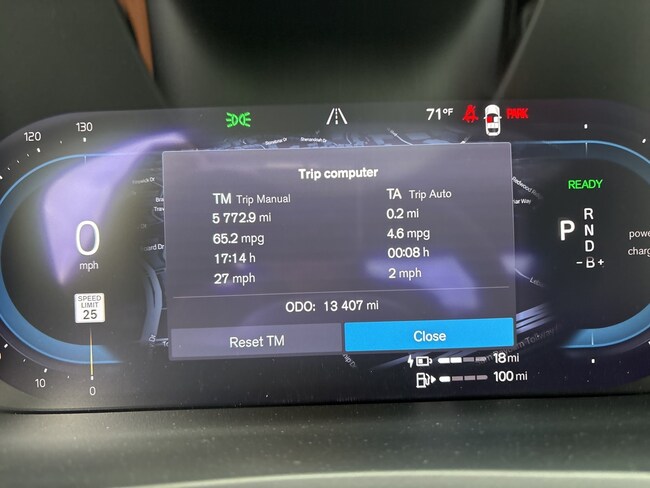 120
130
71°F
PARK
Trip computer
TM Trip Manual
TA Trip Auto
5 772.9 mi
0.2 mi
65.2 mpg
4.6 mpg
17:14 h
00:08 h
27 mph
2 mph
ODO: 13 407 mi
Reset TM
Close
0
mph
SPEED
LIMIT
25
10
0
READY
P
R
N
D
-B+
powe
charg
18 mi
100 mi